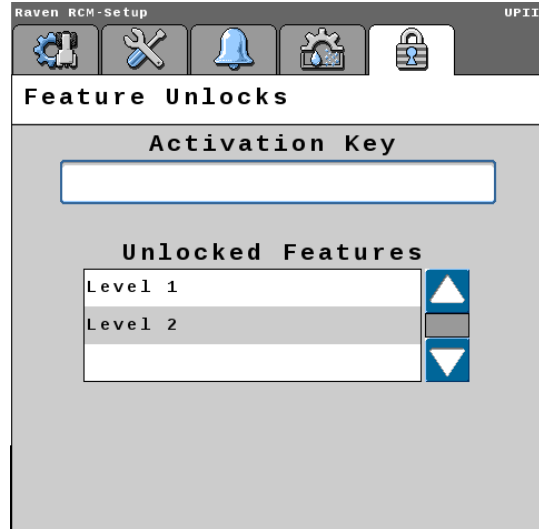 Raven RCM-Setup UPII
Feature Unlocks
Activation Key
Unlocked Features
Level 1
Level 2